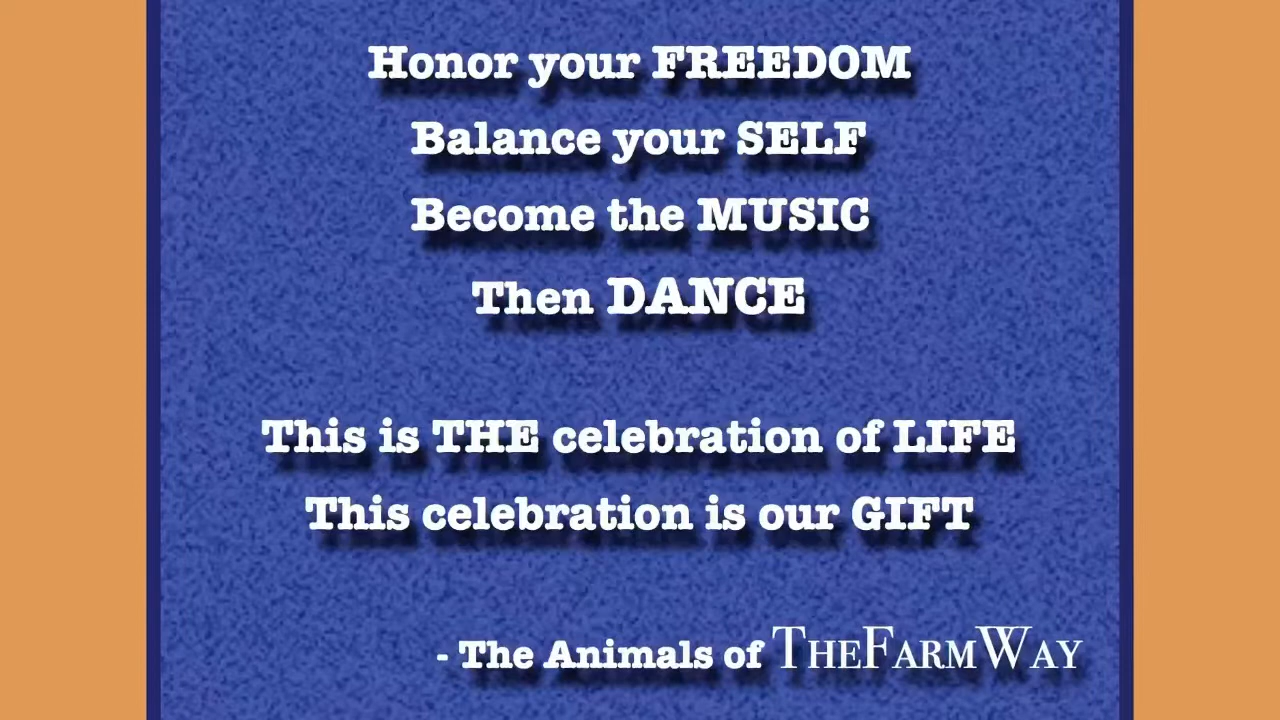 Honor your FREEDOM
Balance your SELF
Become the MUSIC
Then DANCE
This is THE celebration of LIFE
This celebration is our GIFT
- The Animals of TheFarmWay